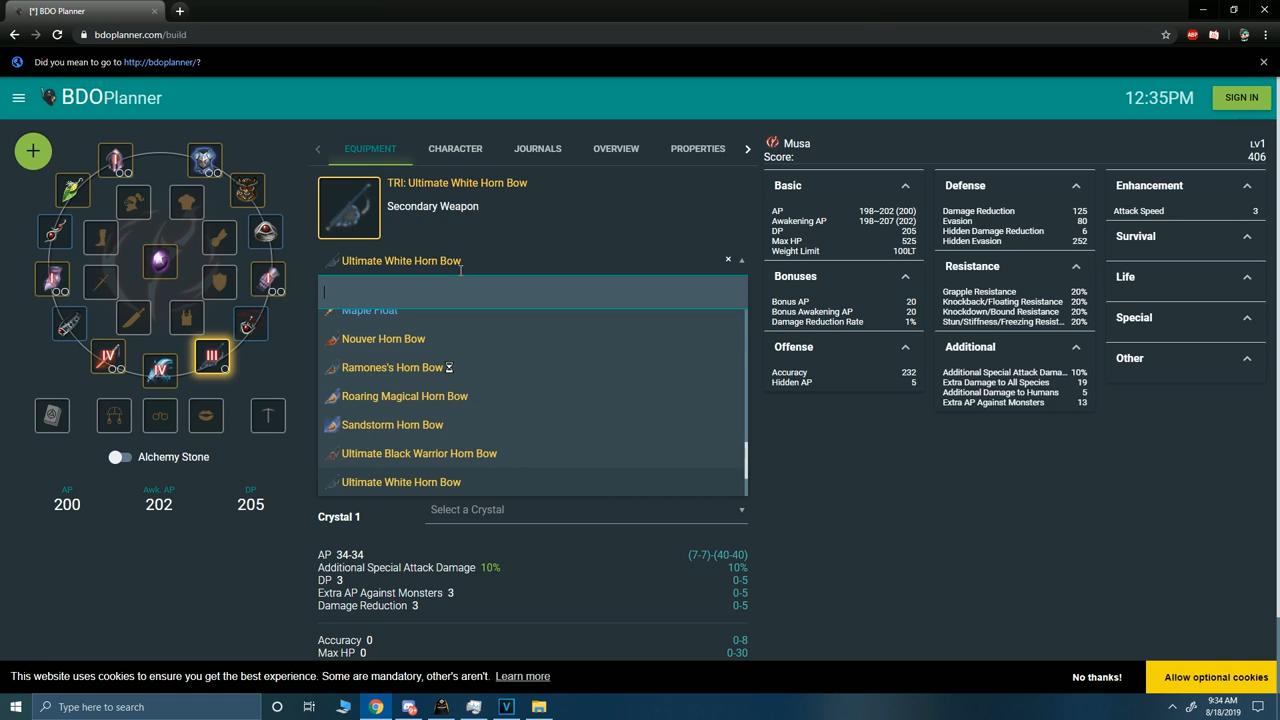 [*] BDO Planner
bdoplanner.com/build
ABP
Did you mean to go to http://bdoplanner/?
BDOPlanner
12:35PM
SIGN IN
EQUIPMENT
CHARACTER
JOURNALS
OVERVIEW
PROPERTIES
TRI: Ultimate White Horn Bow
Secondary Weapon
Ultimate White Horn Bow
Maple Float
Nouver Horn Bow
Ramones's Horn Bow
Roaring Magical Horn Bow
Sandstorm Horn Bow
Ultimate Black Warrior Horn Bow
Ultimate White Horn Bow
Crystal 1
Select a Crystal
AP 34-34 (7-7)-(40-40)
Additional Special Attack Damage 10% 10%
DP 3 0-5
Extra AP Against Monsters 3 0-5
Damage Reduction 3 0-5
Accuracy 0 0-8
Max HP 0 0-30
I
I
I
IV
IV
III
Alchemy Stone
AP Awk. AP DP
200 202 205
Musa Lv1
Score: 406
Basic
AP 198~202 (200)
Awakening AP 198~207 (202)
DP 205
Max HP 525
Weight Limit 100LT
Bonuses
Bonus AP 20
Bonus Awakening AP 20
Damage Reduction Rate 1%
Offense
Accuracy 232
Hidden AP 5
Defense
Damage Reduction 125
Evasion 80
Hidden Damage Reduction 6
Hidden Evasion 252
Resistance
Grapple Resistance 20%
Knockback/Floating Resistance 20%
Knockdown/Bound Resistance 20%
Stun/Stiffness/Freezing Resist... 20%
Additional
Additional Special Attack Dama... 10%
Extra Damage to All Species 19
Additional Damage to Humans 5
Extra AP Against Monsters 13
Enhancement
Attack Speed 3
Survival
Life
Special
Other
This website uses cookies to ensure you get the best experience. Some are mandatory, other's aren't. Learn more
No thanks!
Allow optional cookies
Type here to search
9:34 AM
8/18/2019